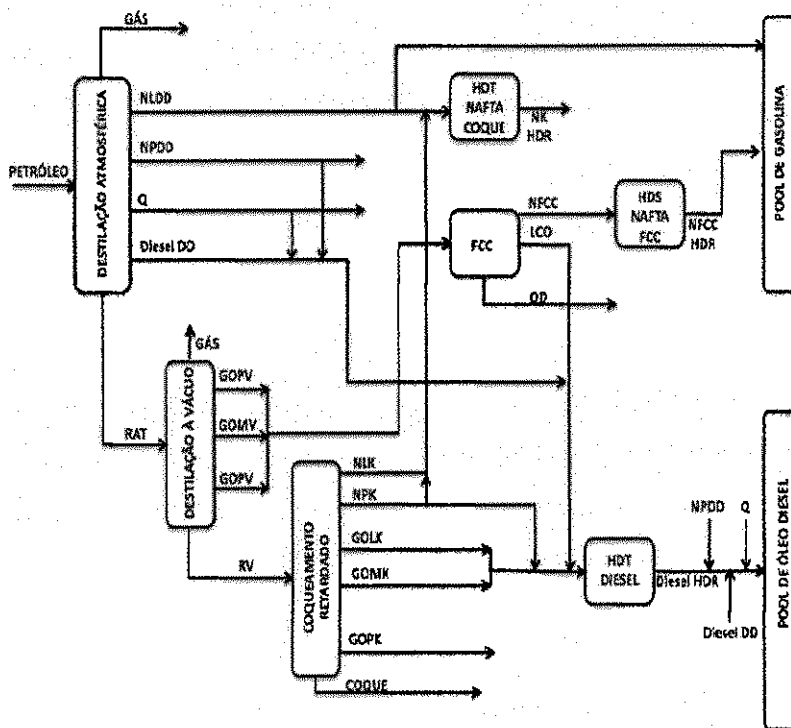 GÁS
NLDD
NPDD
PETRÓLEO
Q
Diesel DD
DESTILAÇÃO ATMOSFÉRICA
HDT
NAFTA
COQUE
NK
HDR
POOL DE GASOLINA
NFCC
LCO
FCC
OD
HDS
NAFTA
FCC
NFCC
HDR
GÁS
GOPV
GOMV
GOPV
RAT
DESTILAÇÃO À VÁCUO
RV
NLK
NPK
GOLK
GOMK
GOPK
COQUE
COQUEAMENTO
RETARDADO
HDT
DIESEL
NPDD
Q
Diesel HDR
Diesel DD
POOL DE ÓLEO DIESEL